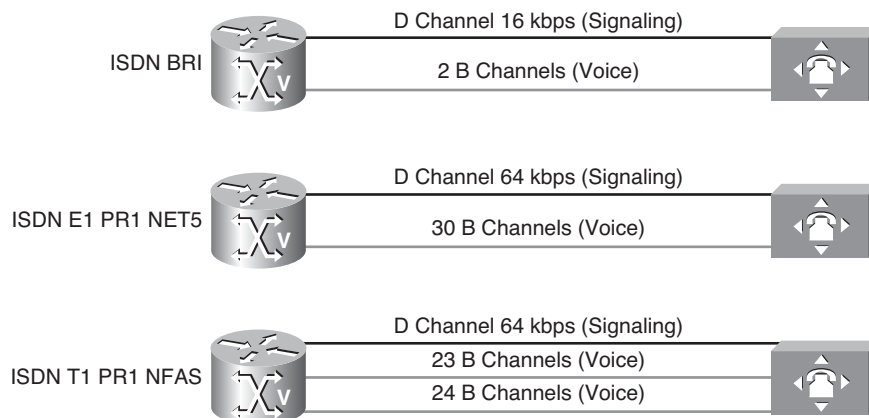 D Channel 16 kbps (Signaling)
ISDN BRI
2 B Channels (Voice)
V
D Channel 64 kbps (Signaling)
ISDN E1 PR1 NET5
30 B Channels (Voice)
V
D Channel 64 kbps (Signaling)
23 B Channels (Voice)
ISDN T1 PR1 NFAS
24 B Channels (Voice)
V